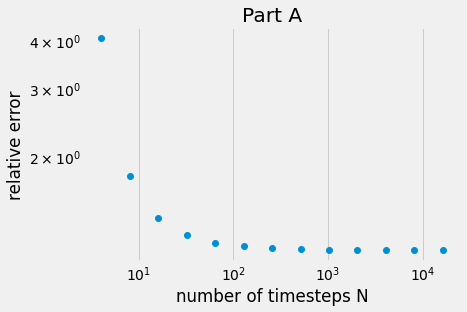 Part A
relative error
4 × 10⁰
3 × 10⁰
2 × 10⁰
10¹ 10² 10³ 10⁴
number of timesteps N